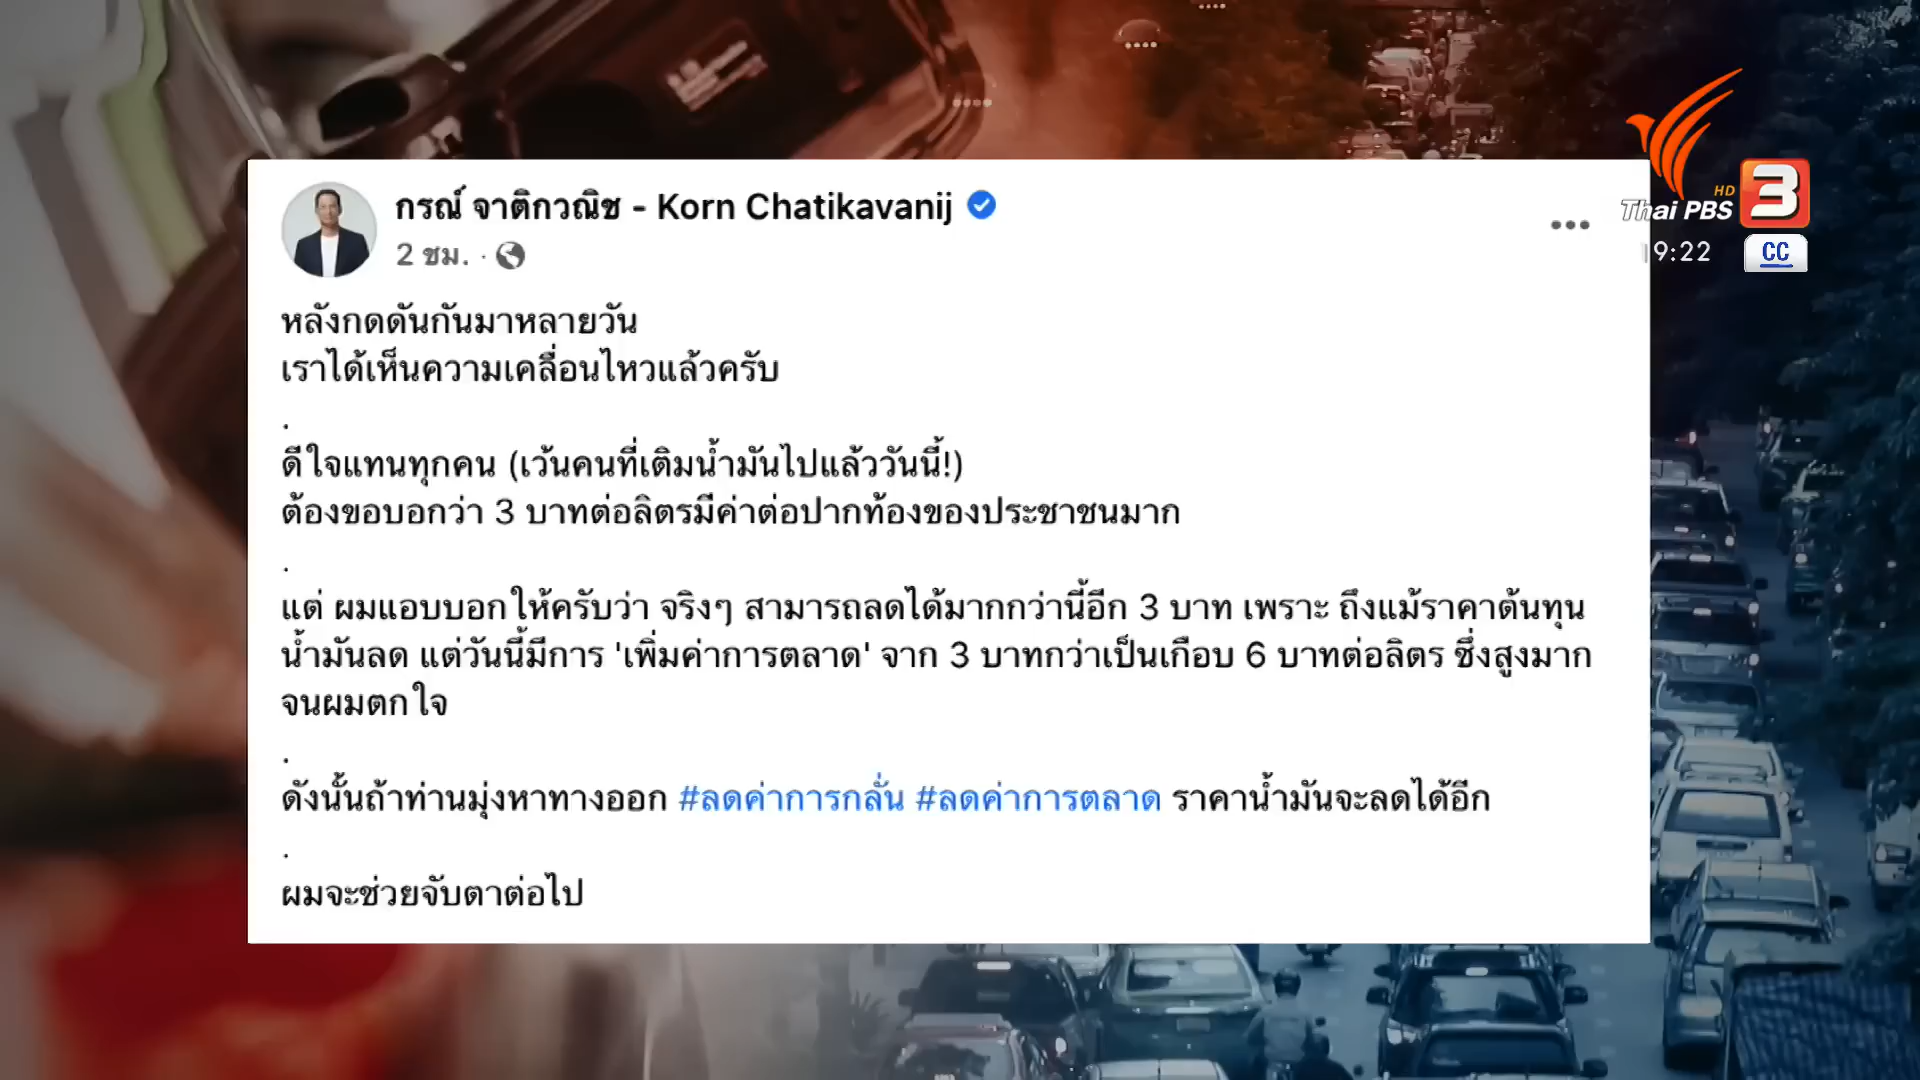 กรณ์ จาติกวณิช - Korn Chatikavanij
2 ชม. ·
หลังกดดันกันมาหลายวัน
เราได้เห็นความเคลื่อนไหวแล้วครับ
.
ดีใจแทนทุกคน (เว้นคนที่เติมน้ำมันไปแล้ววันนี้!)
ต้องขอบอกว่า 3 บาทต่อลิตรมีค่าต่อปากท้องของประชาชนมาก
.
แต่ ผมแอบบอกให้ครับว่า จริงๆ สามารถลดได้มากกว่านี้อีก 3 บาท เพราะ ถึงแม้ราคาต้นทุน
น้ำมันลด แต่วันนี้มีการ 'เพิ่มค่าการตลาด' จาก 3 บาทกว่าเป็นเกือบ 6 บาทต่อลิตร ซึ่งสูงมาก
จนผมตกใจ
.
ดังนั้นถ้าท่านมุ่งหาทางออก #ลดค่าการกลั่น #ลดค่าการตลาด ราคาน้ำมันจะลดได้อีก
.
ผมจะช่วยจับตาต่อไป
Thai PBS HD 3
19:22 CC